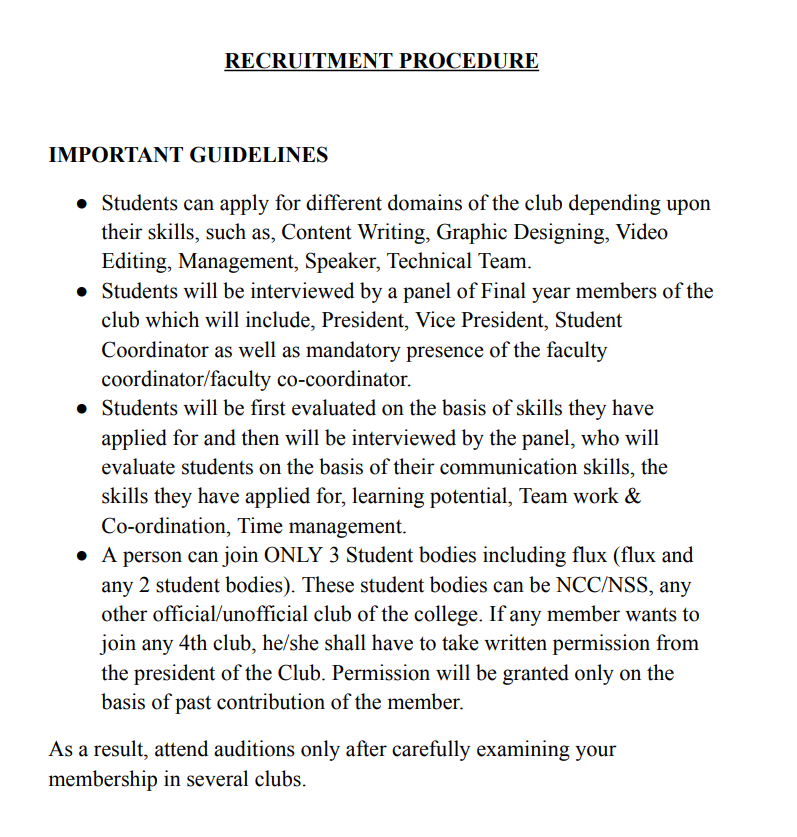 RECRUITMENT PROCEDURE
IMPORTANT GUIDELINES
● Students can apply for different domains of the club depending upon
their skills, such as, Content Writing, Graphic Designing, Video
Editing, Management, Speaker, Technical Team.
● Students will be interviewed by a panel of Final year members of the
club which will include, President, Vice President, Student
Coordinator as well as mandatory presence of the faculty
coordinator/faculty co-coordinator.
● Students will be first evaluated on the basis of skills they have
applied for and then will be interviewed by the panel, who will
evaluate students on the basis of their communication skills, the
skills they have applied for, learning potential, Team work &
Co-ordination, Time management.
● A person can join ONLY 3 Student bodies including flux (flux and
any 2 student bodies). These student bodies can be NCC/NSS, any
other official/unofficial club of the college. If any member wants to
join any 4th club, he/she shall have to take written permission from
the president of the Club. Permission will be granted only on the
basis of past contribution of the member.
As a result, attend auditions only after carefully examining your
membership in several clubs.